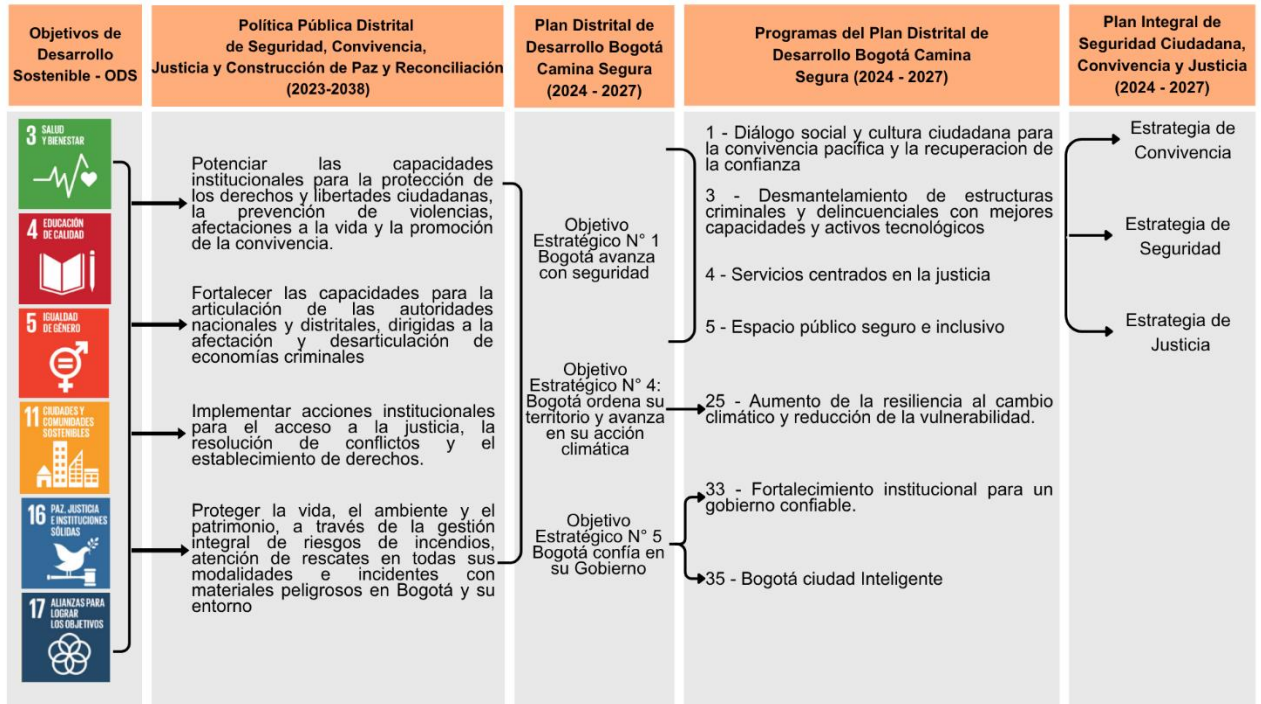 Objetivos de
Desarrollo
Sostenible - ODS
Política Pública Distrital
de Seguridad, Convivencia,
Justicia y Construcción de Paz y Reconciliación
(2023-2038)
Plan Distrital de
Desarrollo Bogotá
Camina Segura
(2024 - 2027)
Programas del Plan Distrital de
Desarrollo Bogotá Camina
Segura (2024 - 2027)
Plan Integral de
Seguridad Ciudadana,
Convivencia y Justicia
(2024 - 2027)
3 SALUD
Y BIENESTAR
4 EDUCACIÓN
DE CALIDAD
5 IGUALDAD
DE GÉNERO
11 CIUDADES Y
COMUNIDADES
SOSTENIBLES
16 PAZ, JUSTICIA
E INSTITUCIONES
SÓLIDAS
17 ALIANZAS PARA
LOGRAR
LOS OBJETIVOS
Potenciar las capacidades
institucionales para la protección de
los derechos y libertades ciudadanas,
la prevención de violencias,
afectaciones a la vida y la promoción
de la convivencia.
Fortalecer las capacidades para la
articulación de las autoridades
nacionales y distritales, dirigidas a la
afectación y desarticulación de
economías criminales
Implementar acciones institucionales
para el acceso a la justicia, la
resolución de conflictos y el
establecimiento de derechos.
Proteger la vida, el ambiente y el
patrimonio, a través de la gestión
integral de riesgos de incendios,
atención de rescates en todas sus
modalidades e incidentes con
materiales peligrosos en Bogotá y su
entorno
Objetivo
Estratégico N° 1
Bogotá avanza
con seguridad
Objetivo
Estratégico N° 4:
Bogotá ordena su
territorio y avanza
en su acción
climática
Objetivo
Estratégico N° 5
Bogotá confía en
su Gobierno
1 - Diálogo social y cultura ciudadana para
la convivencia pacifica y la recuperacion de
la confianza
3 - Desmantelamiento de estructuras
criminales y delincuenciales con mejores
capacidades y activos tecnológicos
4 - Servicios centrados en la justicia
5 - Espacio público seguro e inclusivo
25 - Aumento de la resiliencia al cambio
climático y reducción de la vulnerabilidad.
33 - Fortalecimiento institucional para un
gobierno confiable.
35 - Bogotá ciudad Inteligente
Estrategia de
Convivencia
Estrategia de
Seguridad
Estrategia de
Justicia